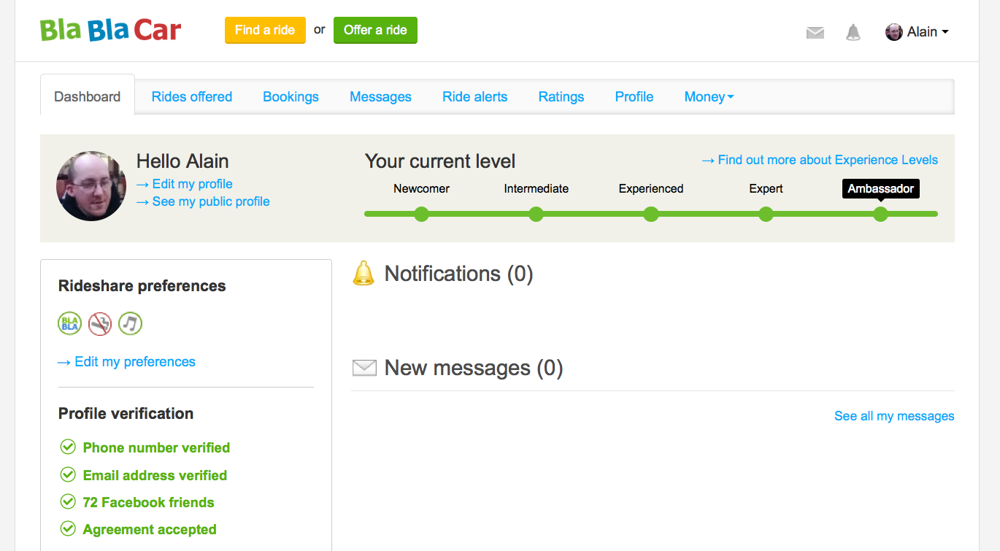 Bla Bla Car
Find a ride or Offer a ride
Alain
Dashboard Rides offered Bookings Messages Ride alerts Ratings Profile Money
Hello Alain
→ Edit my profile
→ See my public profile
Your current level
→ Find out more about Experience Levels
Newcomer Intermediate Experienced Expert Ambassador
Rideshare preferences
BLA
BLA
→ Edit my preferences
Profile verification
Phone number verified
Email address verified
72 Facebook friends
Agreement accepted
Notifications (0)
New messages (0)
See all my messages